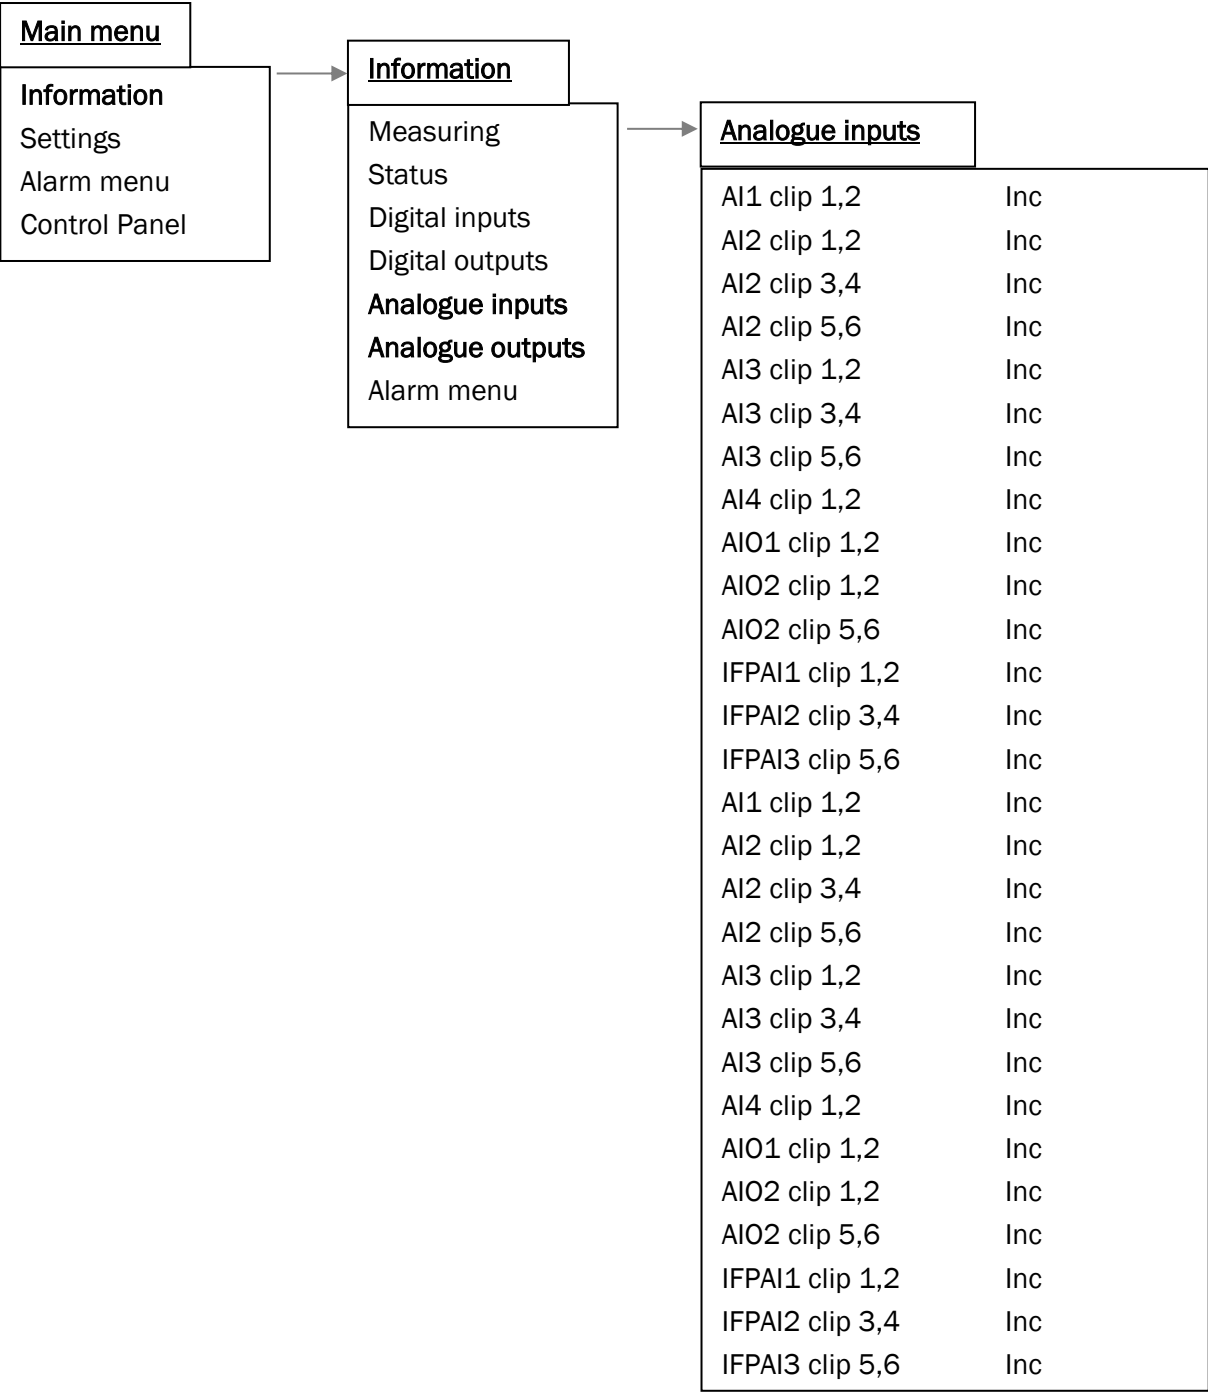 Main menu
Information
Settings
Alarm menu
Control Panel
Information
Measuring
Status
Digital inputs
Digital outputs
Analogue inputs
Analogue outputs
Alarm menu
Analogue inputs
AI1 clip 1,2 Inc
AI2 clip 1,2 Inc
AI2 clip 3,4 Inc
AI2 clip 5,6 Inc
AI3 clip 1,2 Inc
AI3 clip 3,4 Inc
AI3 clip 5,6 Inc
AI4 clip 1,2 Inc
AIO1 clip 1,2 Inc
AIO2 clip 1,2 Inc
AIO2 clip 5,6 Inc
IFPAI1 clip 1,2 Inc
IFPAI2 clip 3,4 Inc
IFPAI3 clip 5,6 Inc
AI1 clip 1,2 Inc
AI2 clip 1,2 Inc
AI2 clip 3,4 Inc
AI2 clip 5,6 Inc
AI3 clip 1,2 Inc
AI3 clip 3,4 Inc
AI3 clip 5,6 Inc
AI4 clip 1,2 Inc
AIO1 clip 1,2 Inc
AIO2 clip 1,2 Inc
AIO2 clip 5,6 Inc
IFPAI1 clip 1,2 Inc
IFPAI2 clip 3,4 Inc
IFPAI3 clip 5,6 Inc